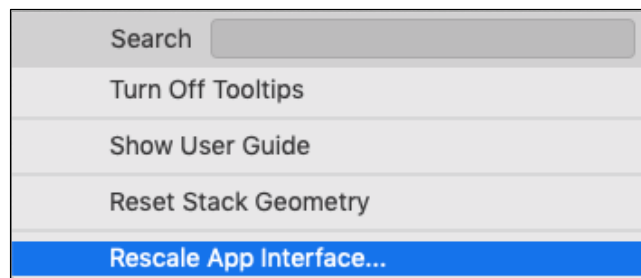 Search
Turn Off Tooltips
Show User Guide
Reset Stack Geometry
Rescale App Interface...